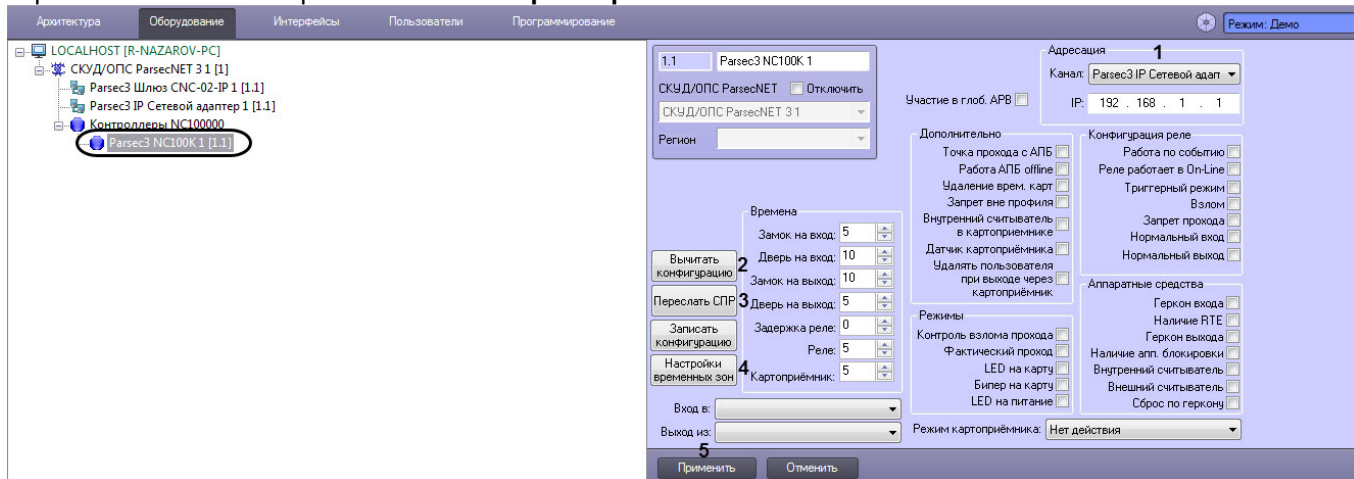 Архитектура
Оборудование
Интерфейсы
Пользователи
Программирование
Режим: Демо
LOCALHOST [R-NAZAROV-PC]
СКУД/ОПС ParsecNET 3 1 [1]
Parsec3 Шлюз CNC-02-IP 1 [1.1]
Parsec3 IP Сетевой адаптер 1 [1.1]
Контроллеры NC100000
Parsec3 NC100K 1 [1.1]
1.1
Parsec3 NC100K 1
СКУД/ОПС ParsecNET
Отключить
СКУД/ОПС ParsecNET 3 1
Регион
Участие в глоб. APB
Адресация
1
Канал:
Parsec3 IP Сетевой адапт
IP:
192 . 168 . 1 . 1
Вычитать
конфигурацию
2
Переслать СПР
3
Записать
конфигурацию
Настройки
временных зон
4
Времена
Замок на вход: 5
Дверь на вход: 10
Замок на выход: 10
Дверь на выход: 5
Задержка реле: 0
Реле: 5
Картоприёмник: 5
Дополнительно
Точка прохода с АПБ
Работа АПБ offline
Удаление врем. карт
Запрет вне профиля
Внутренний считыватель
в картоприемнике
Датчик картоприёмника
Удалять пользователя
при выходе через
картоприёмник
Режимы
Контроль взлома прохода
Фактический проход
LED на карту
Бипер на карту
LED на питание
Конфигурация реле
Работа по событию
Реле работает в On-Line
Триггерный режим
Взлом
Запрет прохода
Нормальный вход
Нормальный выход
Аппаратные средства
Геркон входа
Наличие RTE
Геркон выхода
Наличие апп. блокировки
Внутренний считыватель
Внешний считыватель
Сброс по геркону
Вход в:
Выход из:
Режим картоприёмника:
Нет действия
5
Применить
Отменить